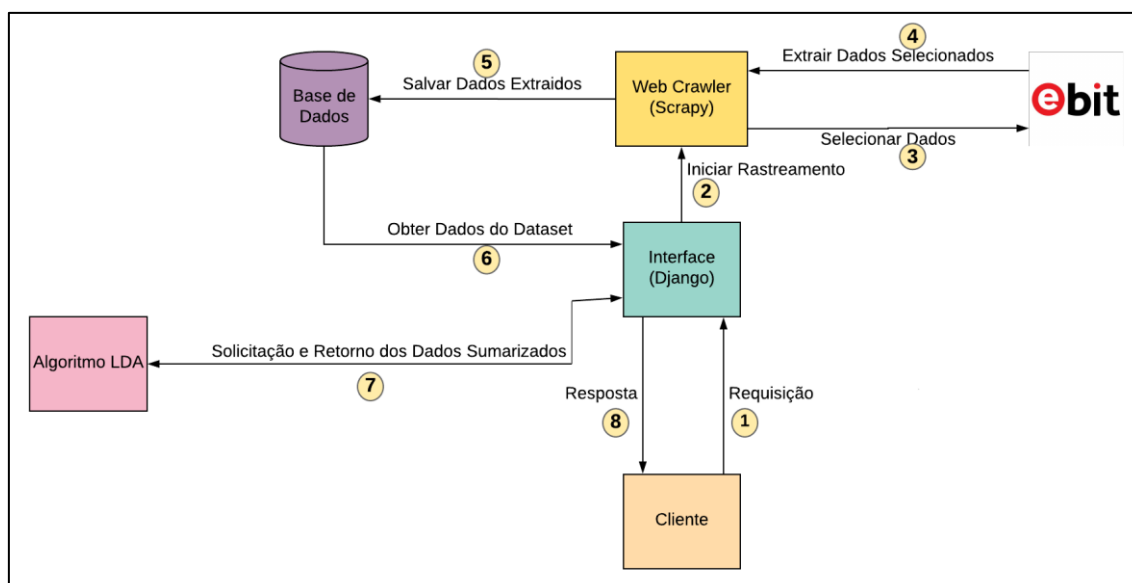 4
Extrair Dados Selecionados
5
Salvar Dados Extraidos
Base de
Dados
Web Crawler
(Scrapy)
ebit
Selecionar Dados
3
Iniciar Rastreamento
2
Obter Dados do Dataset
6
Interface
(Django)
Algoritmo LDA
Solicitação e Retorno dos Dados Sumarizados
7
Resposta
8
Requisição
1
Cliente